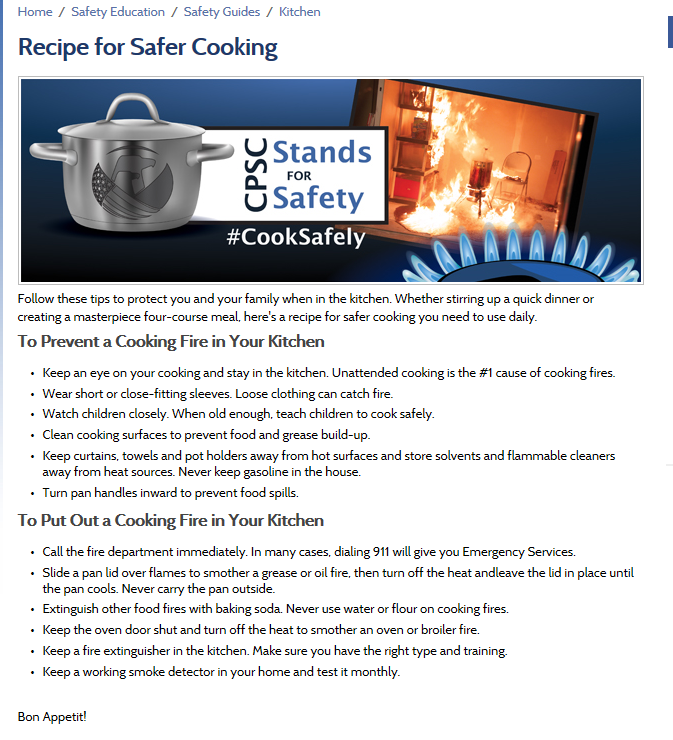 Home / Safety Education / Safety Guides / Kitchen
Recipe for Safer Cooking
CPSC
Stands
FOR
Safety
#CookSafely
Follow these tips to protect you and your family when in the kitchen. Whether stirring up a quick dinner or
creating a masterpiece four-course meal, here's a recipe for safer cooking you need to use daily.
To Prevent a Cooking Fire in Your Kitchen
• Keep an eye on your cooking and stay in the kitchen. Unattended cooking is the #1 cause of cooking fires.
• Wear short or close-fitting sleeves. Loose clothing can catch fire.
• Watch children closely. When old enough, teach children to cook safely.
• Clean cooking surfaces to prevent food and grease build-up.
• Keep curtains, towels and pot holders away from hot surfaces and store solvents and flammable cleaners
away from heat sources. Never keep gasoline in the house.
• Turn pan handles inward to prevent food spills.
To Put Out a Cooking Fire in Your Kitchen
• Call the fire department immediately. In many cases, dialing 911 will give you Emergency Services.
• Slide a pan lid over flames to smother a grease or oil fire, then turn off the heat andleave the lid in place until
the pan cools. Never carry the pan outside.
• Extinguish other food fires with baking soda. Never use water or flour on cooking fires.
• Keep the oven door shut and turn off the heat to smother an oven or broiler fire.
• Keep a fire extinguisher in the kitchen. Make sure you have the right type and training.
• Keep a working smoke detector in your home and test it monthly.
Bon Appetit!